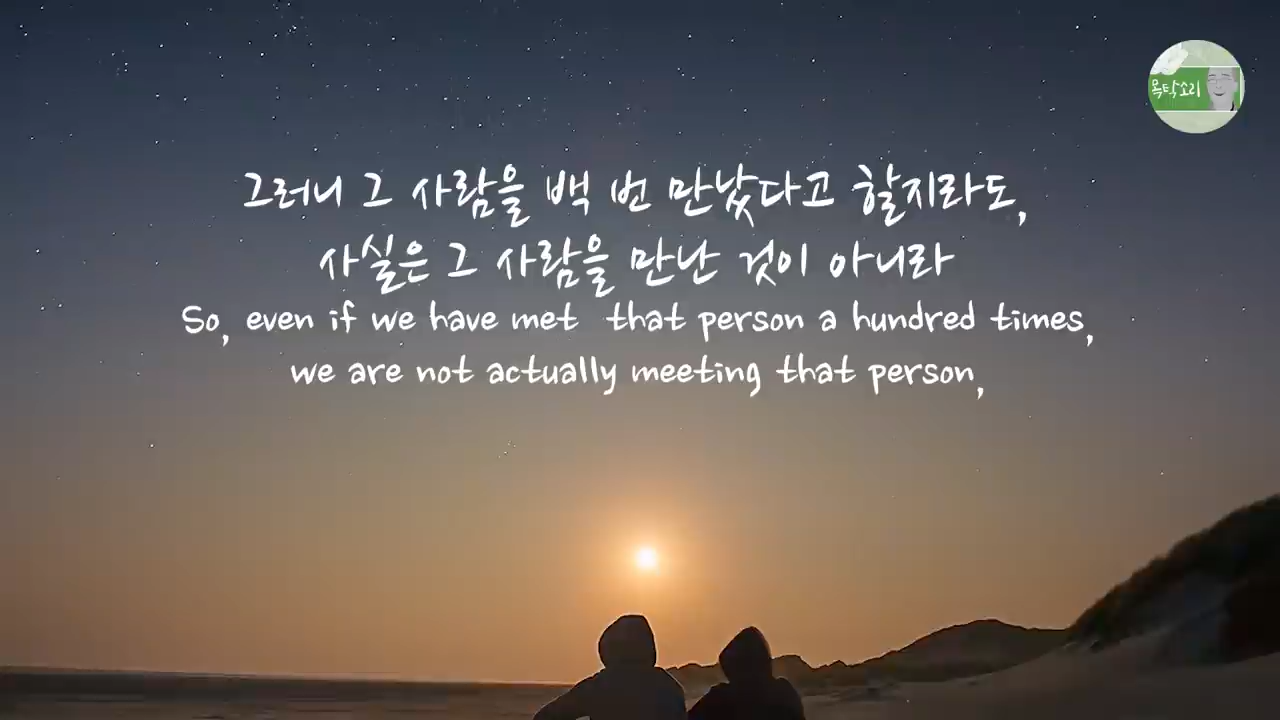 목탁소리
그러니 그 사람을 백 번 만났다고 할지라도,
사실은 그 사람을 만난 것이 아니라
So, even if we have met that person a hundred times,
we are not actually meeting that person,